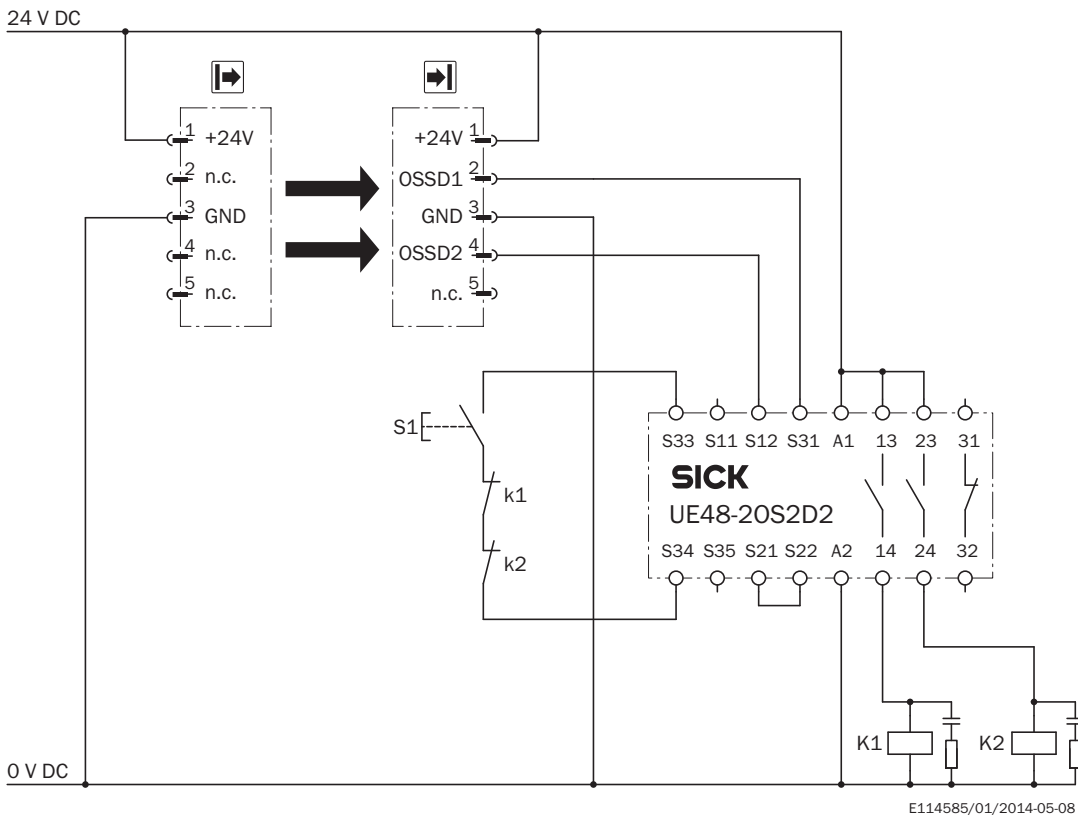 24 V DC
1 +24V
2 n.c.
3 GND
4 n.c.
5 n.c.
+24V 1
OSSD1 2
GND 3
OSSD2 4
n.c. 5
S1
k1
k2
S33 S11 S12 S31 A1 13 23 31
SICK
UE48-20S2D2
S34 S35 S21 S22 A2 14 24 32
K1
K2
0 V DC
E114585/01/2014-05-08